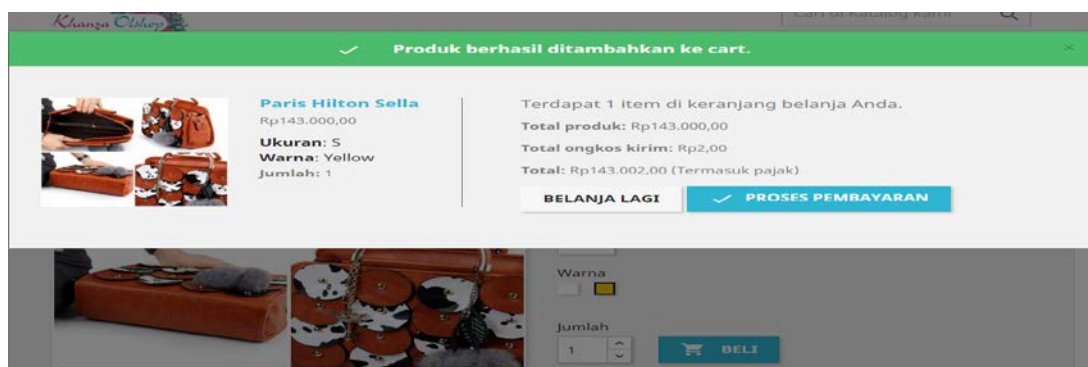 Khanza Olshop
Cari di katalog kami
Produk berhasil ditambahkan ke cart.
Paris Hilton Sella
Rp143.000,00
Ukuran: S
Warna: Yellow
Jumlah: 1
Terdapat 1 item di keranjang belanja Anda.
Total produk: Rp143.000,00
Total ongkos kirim: Rp2,00
Total: Rp143.002,00 (Termasuk pajak)
BELANJA LAGI
PROSES PEMBAYARAN
Warna
Jumlah
1
BELI